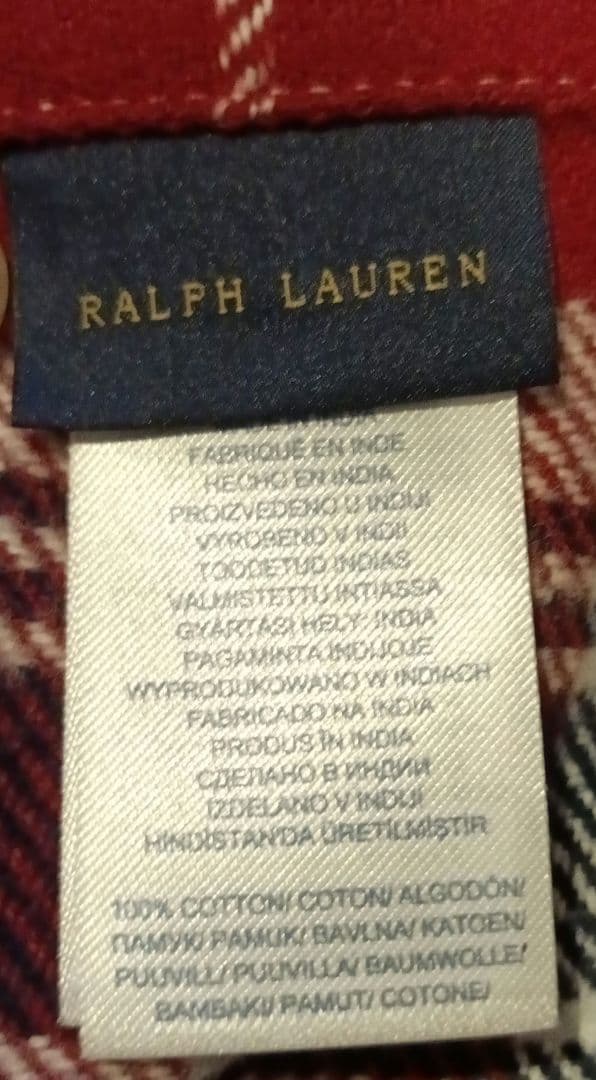 RALPH LAUREN
FABRIQUÉ EN INDE
HECHO EN INDIA
PROIZVEDENO U INDIJI
VYROBENO V INDII
TOODETUD INDIAS
VALMISTETTU INTIASSA
GYÁRTÁSI HELY: INDIA
PAGAMINTA INDIJOJE
WYPRODUKOWANO W INDIACH
FABRICADO NA ÍNDIA
PRODUS ÎN INDIA
СДЕЛАНО В ИНДИИ
IZDELANO V INDIJI
HİNDİSTAN'DA ÜRETİLMİŞTİR
100% COTTON/ COTON/ ALGODÓN/
ПАМУК/ PAMUK/ BAVLNA/ KATOEN/
PUUVILL/ PUUVILLA/ BAUMWOLLE/
BAMBAKI/ PAMUT/ COTONE/